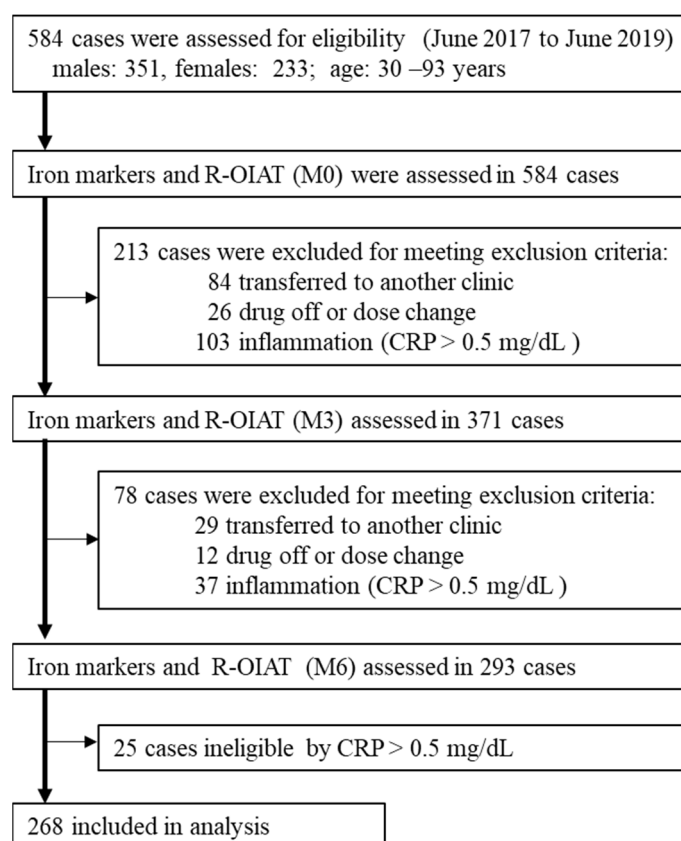 584 cases were assessed for eligibility (June 2017 to June 2019)
males: 351, females: 233; age: 30 –93 years
Iron markers and R-OIAT (M0) were assessed in 584 cases
213 cases were excluded for meeting exclusion criteria:
84 transferred to another clinic
26 drug off or dose change
103 inflammation (CRP > 0.5 mg/dL )
Iron markers and R-OIAT (M3) assessed in 371 cases
78 cases were excluded for meeting exclusion criteria:
29 transferred to another clinic
12 drug off or dose change
37 inflammation (CRP > 0.5 mg/dL )
Iron markers and R-OIAT (M6) assessed in 293 cases
25 cases ineligible by CRP > 0.5 mg/dL
268 included in analysis